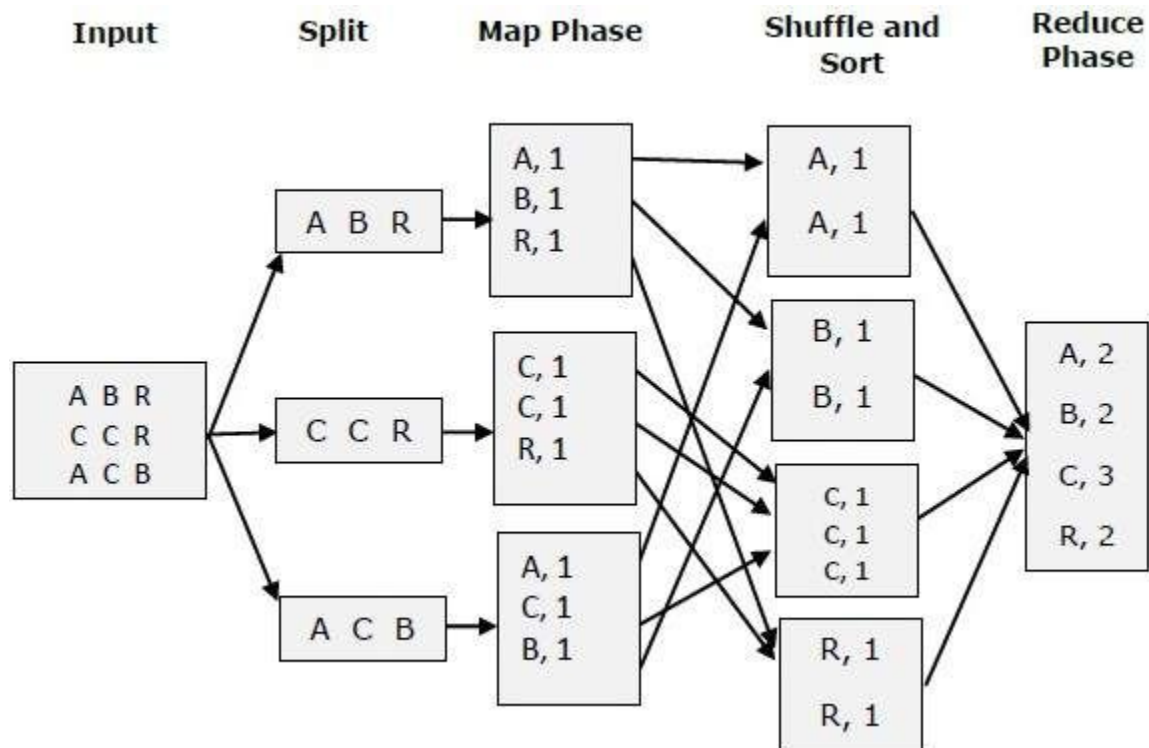 Input
Split
Map Phase
Shuffle and
Sort
Reduce
Phase
A B R
C C R
A C B
A B R
C C R
A C B
A, 1
B, 1
R, 1
C, 1
C, 1
R, 1
A, 1
C, 1
B, 1
A, 1
A, 1
B, 1
B, 1
C, 1
C, 1
C, 1
R, 1
R, 1
A, 2
B, 2
C, 3
R, 2